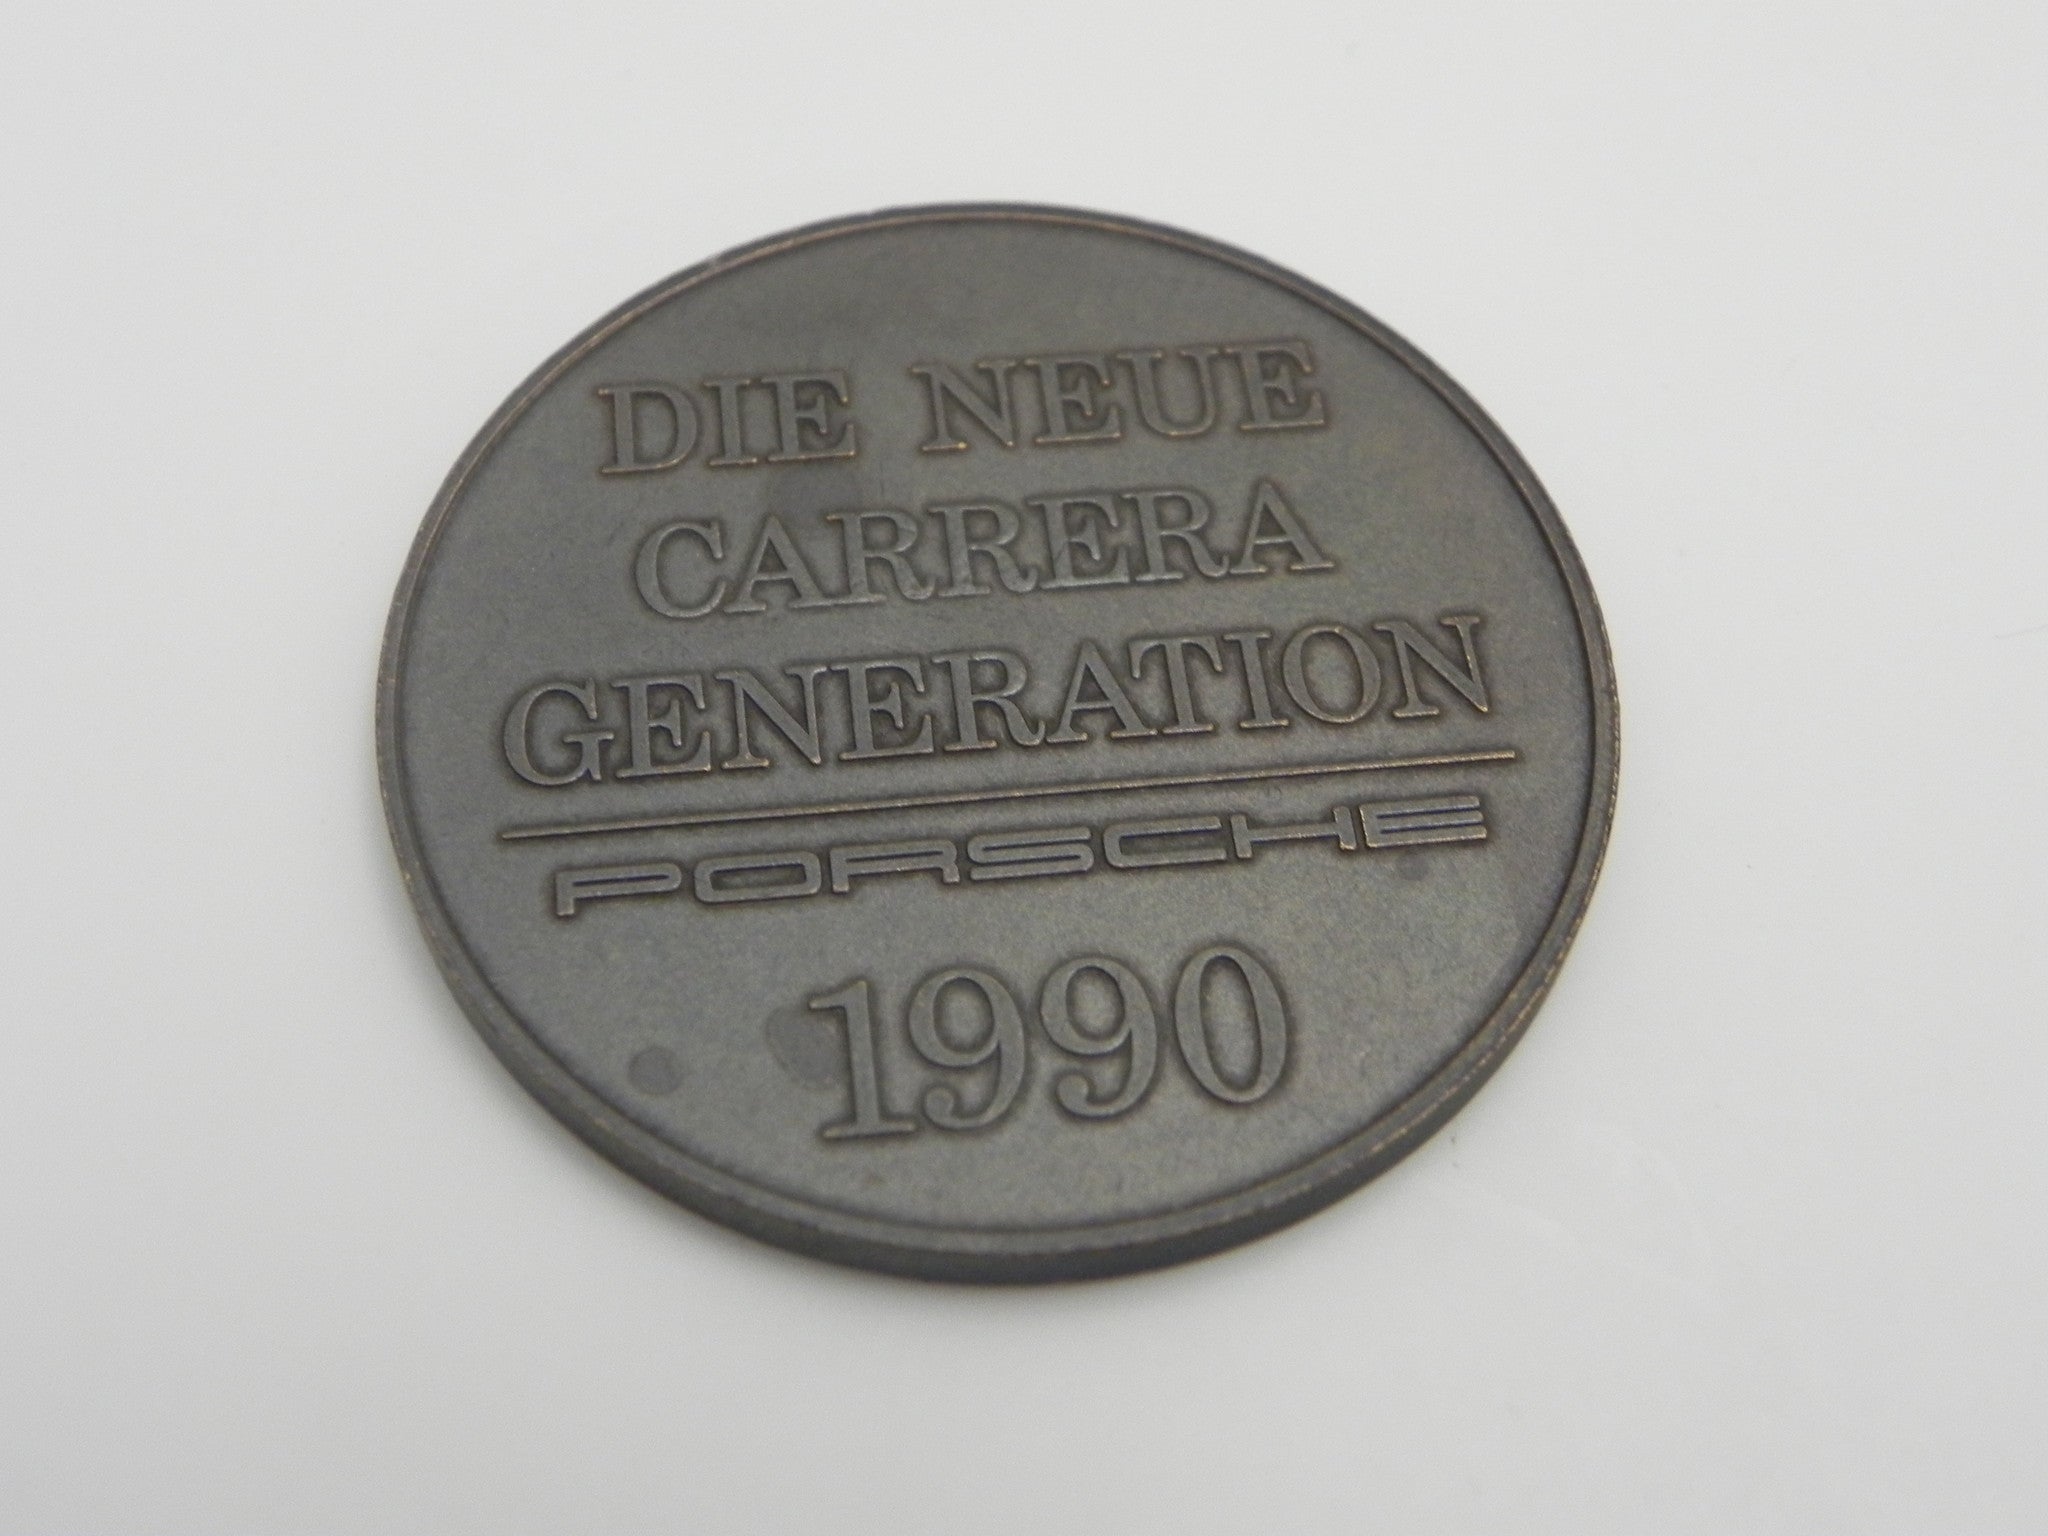 DIE NEUE
CARRERA
GENERATION
PORSCHE
1990